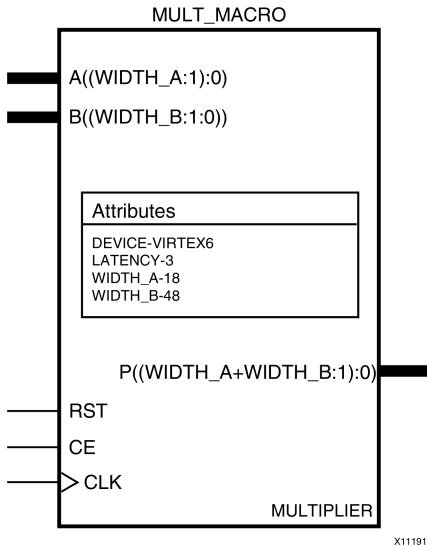 MULT_MACRO
A((WIDTH_A:1):0)
B((WIDTH_B:1:0))
Attributes
DEVICE-VIRTEX6
LATENCY-3
WIDTH_A-18
WIDTH_B-48
P((WIDTH_A+WIDTH_B:1):0)
RST
CE
CLK
MULTIPLIER
X11191